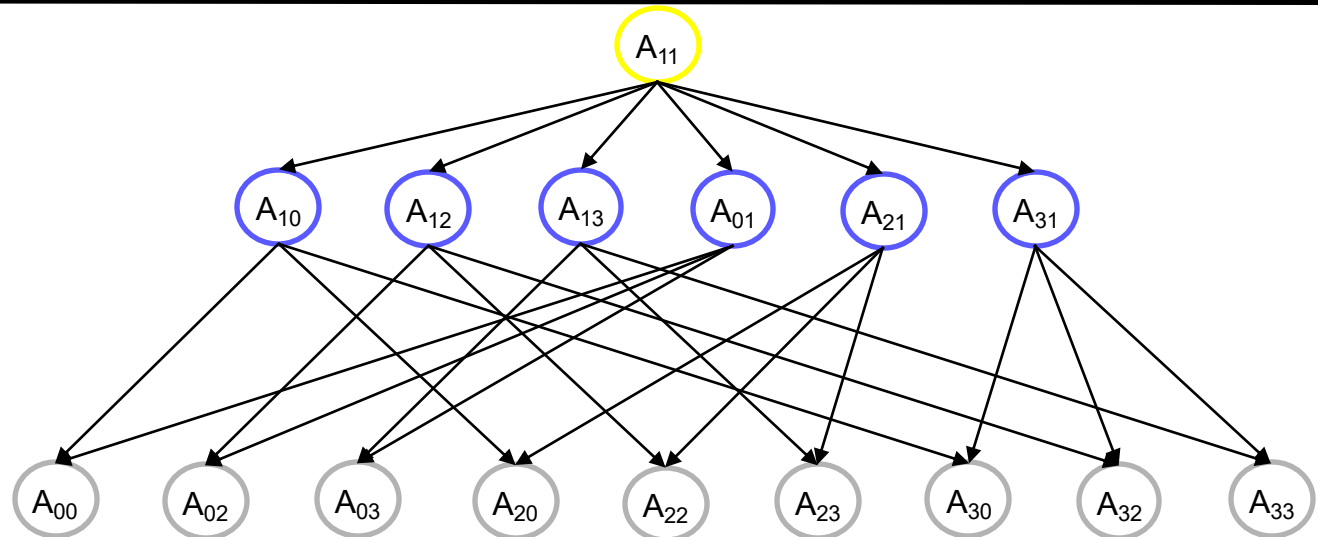 A₁₁
A₁₀ A₁₂ A₁₃ A₀₁ A₂₁ A₃₁
A₀₀ A₀₂ A₀₃ A₂₀ A₂₂ A₂₃ A₃₀ A₃₂ A₃₃